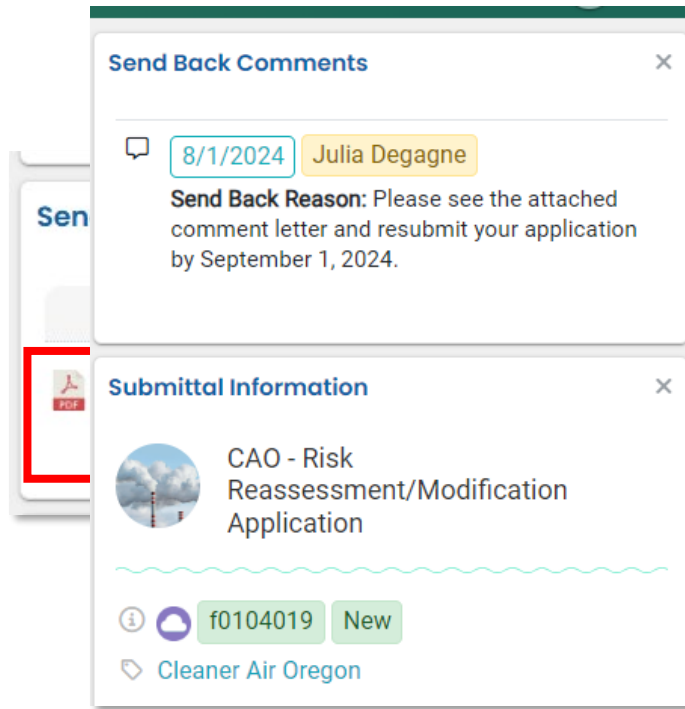 Send Back Comments
8/1/2024 Julia Degagne
Send Back Reason: Please see the attached
comment letter and resubmit your application
by September 1, 2024.
Sen
PDF
Submittal Information
CAO - Risk
Reassessment/Modification
Application
f0104019 New
Cleaner Air Oregon